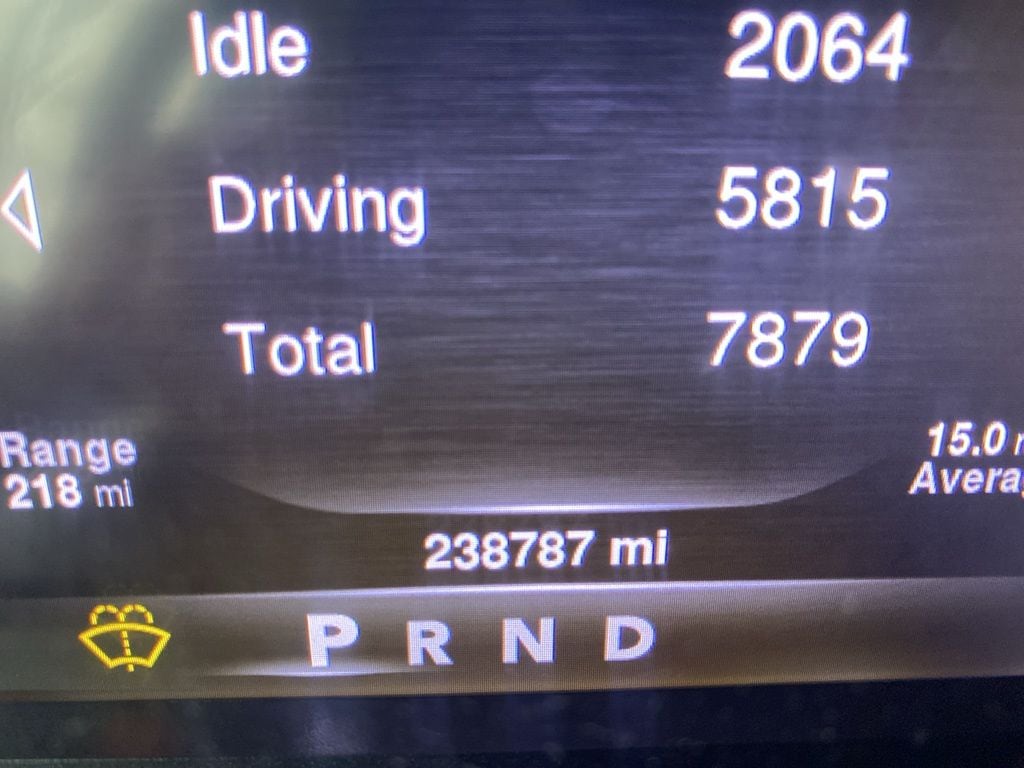 Idle 2064
Driving 5815
Total 7879
Range 15.0
218 mi
238787 mi
P R N D